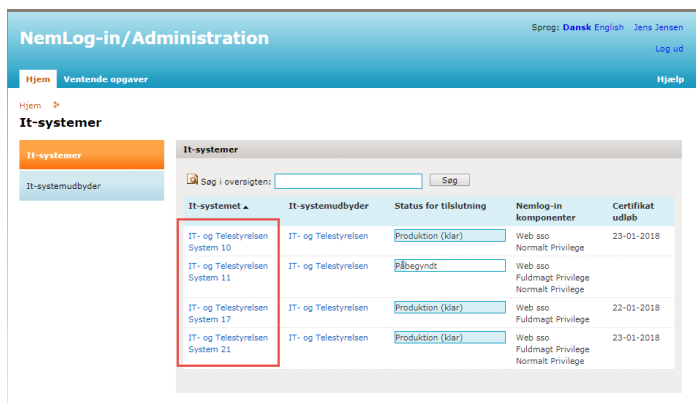 Sprog: Dansk English Jens Jensen
NemLog-in/Administration
Log ud
Hjem Ventende opgaver Hjælp
Hjem
It-systemer
It-systemer
It-systemudbyder
It-systemer
Søg i oversigten: Søg
It-systemet It-systemudbyder Status for tilslutning Nemlog-in komponenter Certifikat udløb
IT- og Telestyrelsen IT- og Telestyrelsen Produktion (klar) Web sso 23-01-2018
System 10 Normalt Privilege
IT- og Telestyrelsen IT- og Telestyrelsen Påbegyndt Web sso
System 11 Fuldmagt Privilege
Normalt Privilege
IT- og Telestyrelsen IT- og Telestyrelsen Produktion (klar) Web sso 22-01-2018
System 17 Fuldmagt Privilege
IT- og Telestyrelsen IT- og Telestyrelsen Produktion (klar) Web sso 23-01-2018
System 21 Fuldmagt Privilege
Normalt Privilege